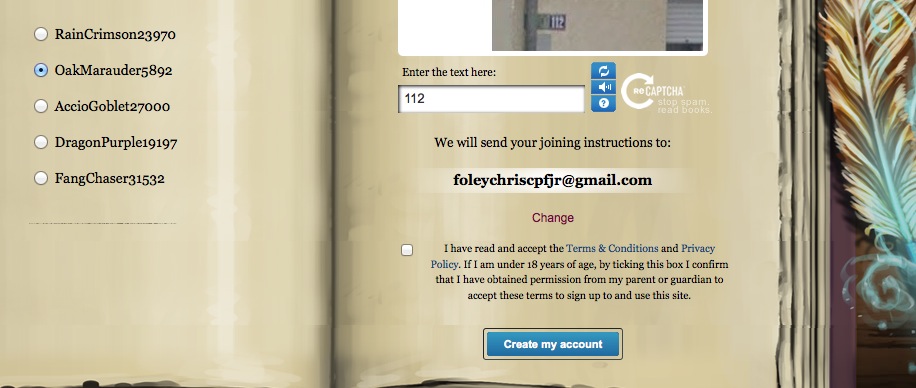 RainCrimson23970
OakMarauder5892
AccioGoblet27000
DragonPurple19197
FangChaser31532
112
Enter the text here:
112
?
reCAPTCHA
stop spam.
read books.
We will send your joining instructions to:
foleychriscpfjr@gmail.com
Change
I have read and accept the Terms & Conditions and Privacy
Policy. If I am under 18 years of age, by ticking this box I confirm
that I have obtained permission from my parent or guardian to
accept these terms to sign up to and use this site.
Create my account